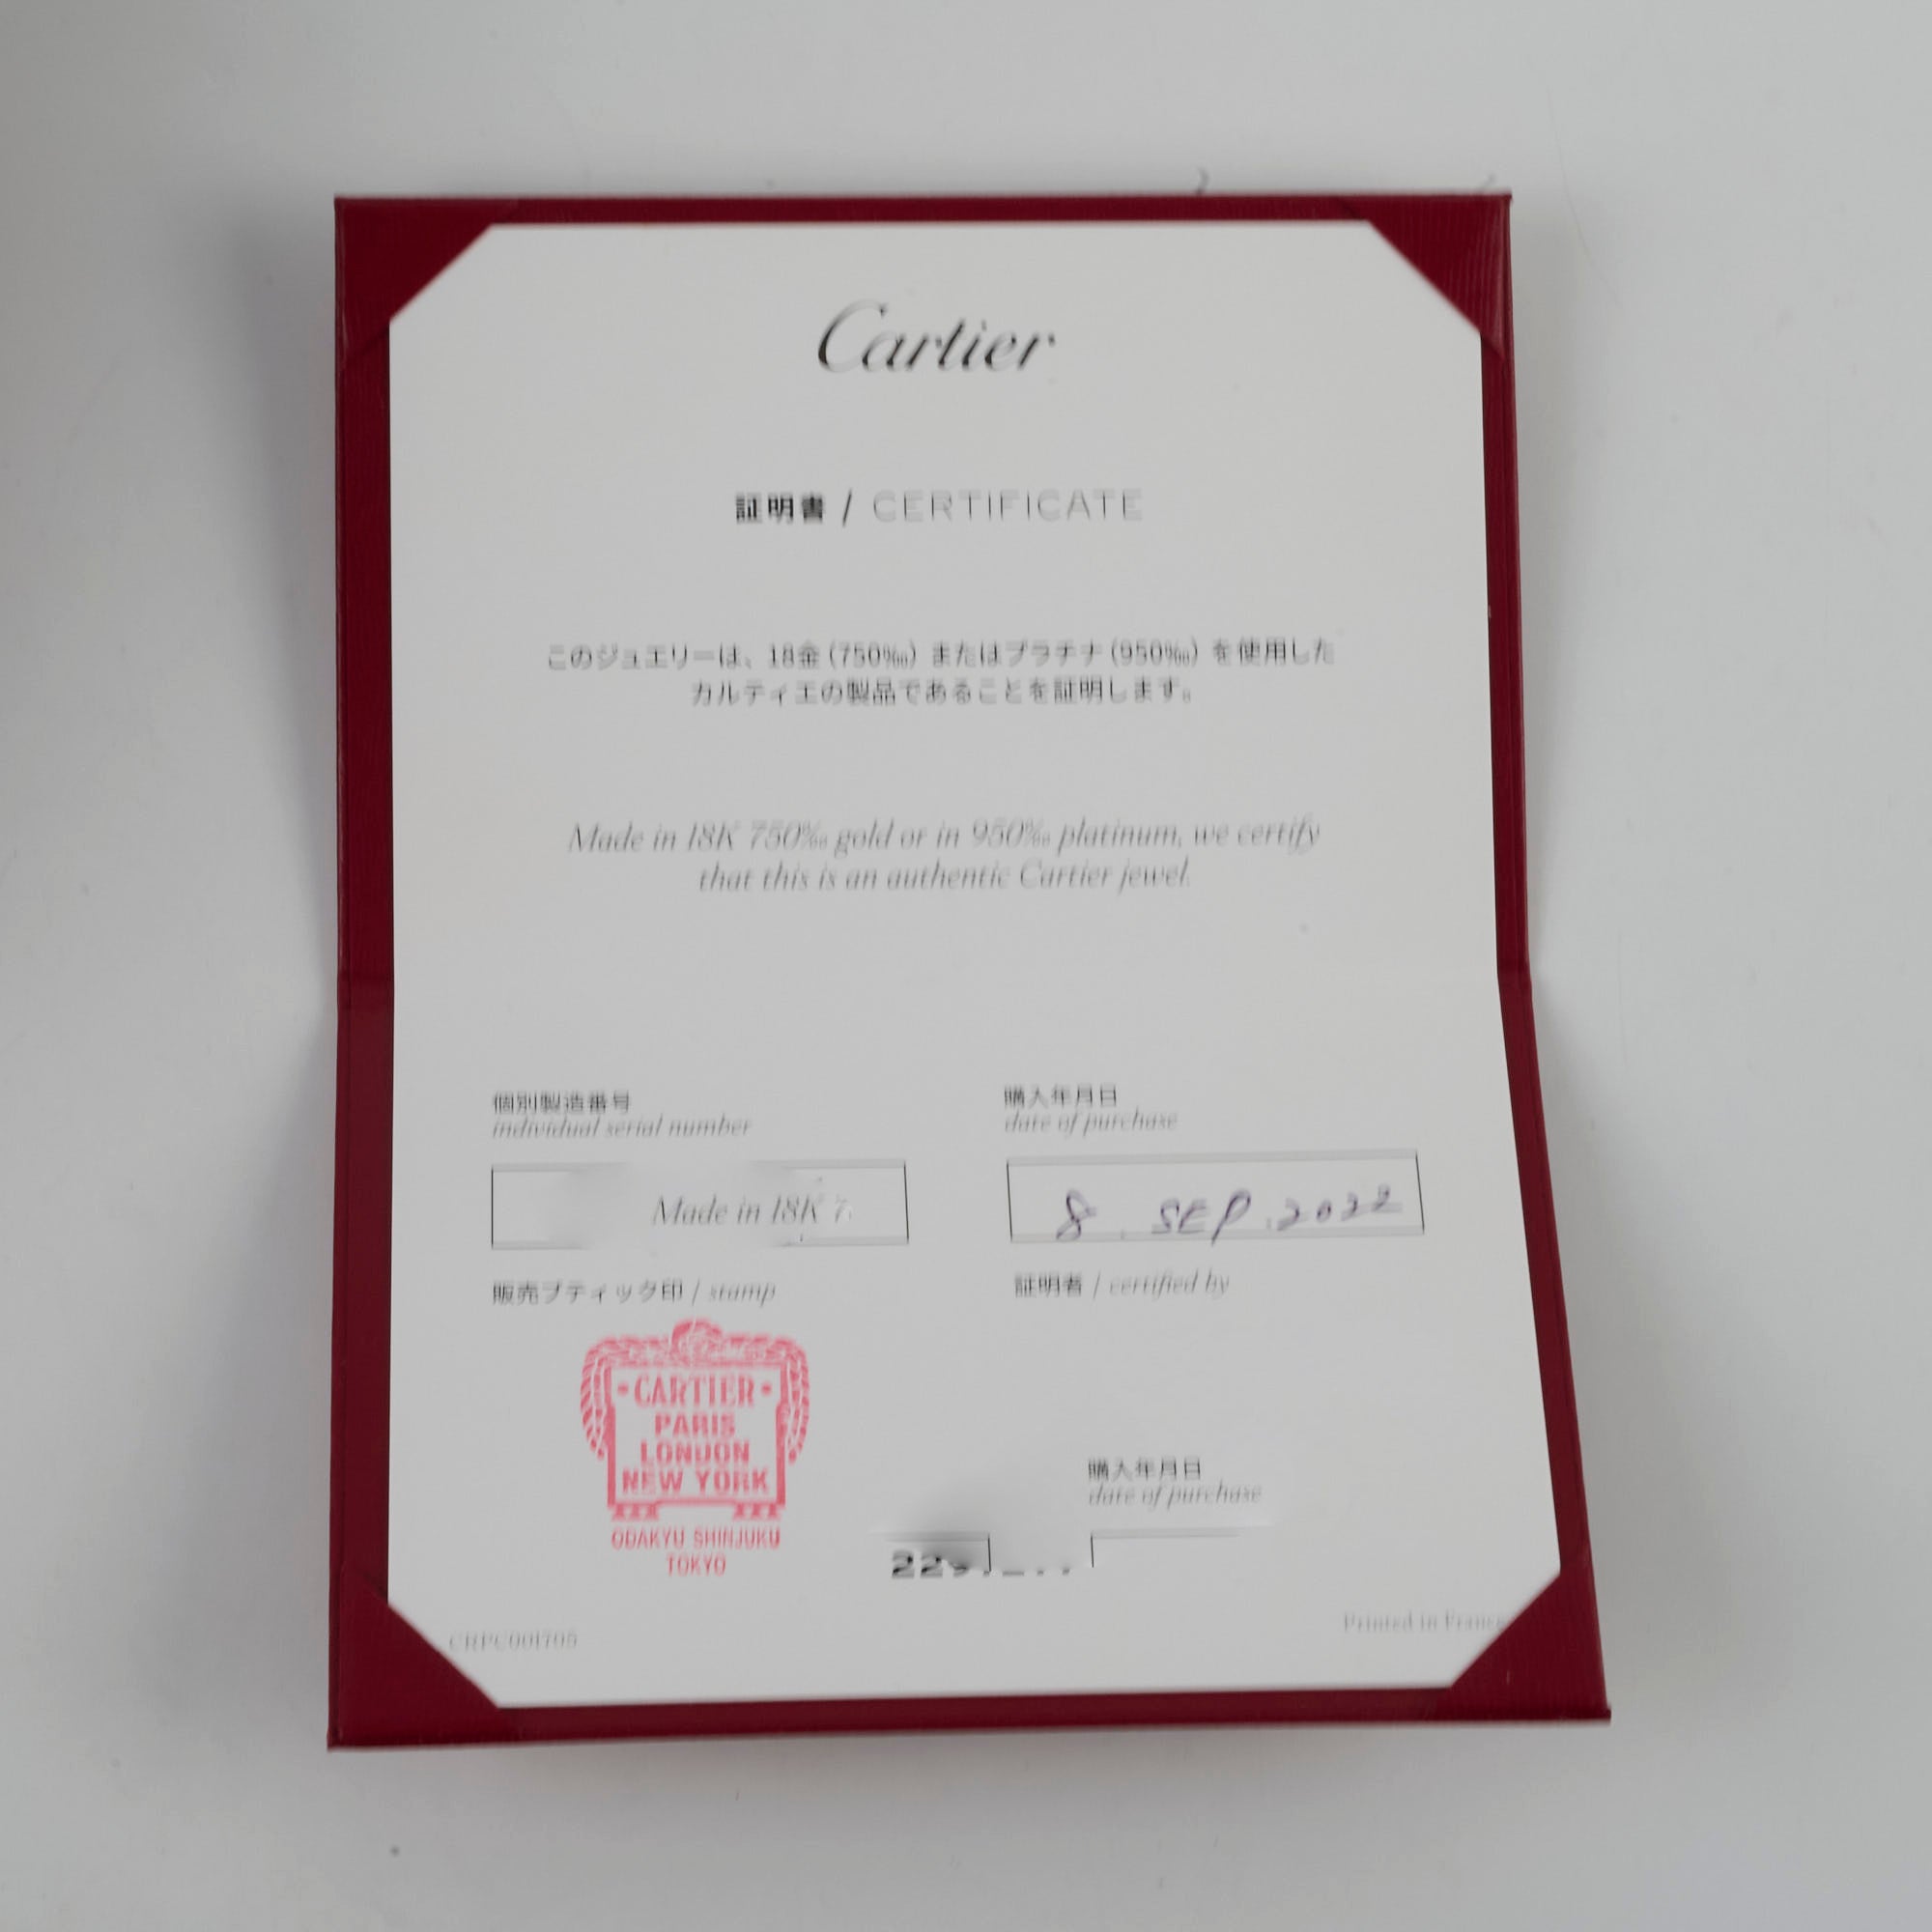 Cartier
証明書 / CERTIFICATE
このジュエリーは、18金(750‰)またはプラチナ(950‰)を使用した
カルティエの製品であることを証明します。
Made in 18K 750‰ gold or in 950‰ platinum, we certify
that this is an authentic Cartier jewel.
個別製造番号
individual serial number
購入年月日
date of purchase
Made in 18K 7
8. SEP. 2022
販売ブティック印 / stamp
証明者 / certified by
CARTIER
PARIS
LONDON
NEW YORK
ODAKYU SHINJUKU
TOKYO
購入年月日
date of purchase
CRPC001705
Printed in France